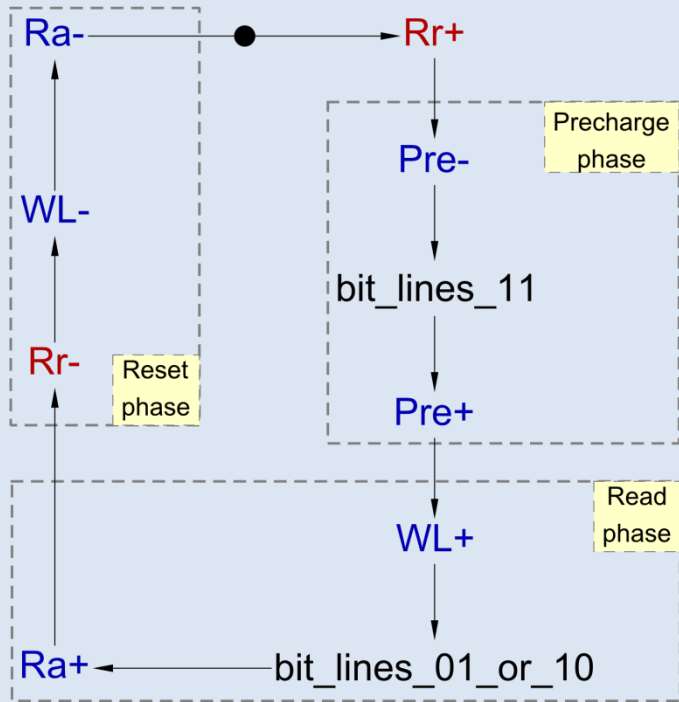 Ra-
Rr+
Precharge
phase
Pre-
WL-
bit_lines_11
Rr-
Reset
phase
Pre+
Read
phase
WL+
Ra+
bit_lines_01_or_10